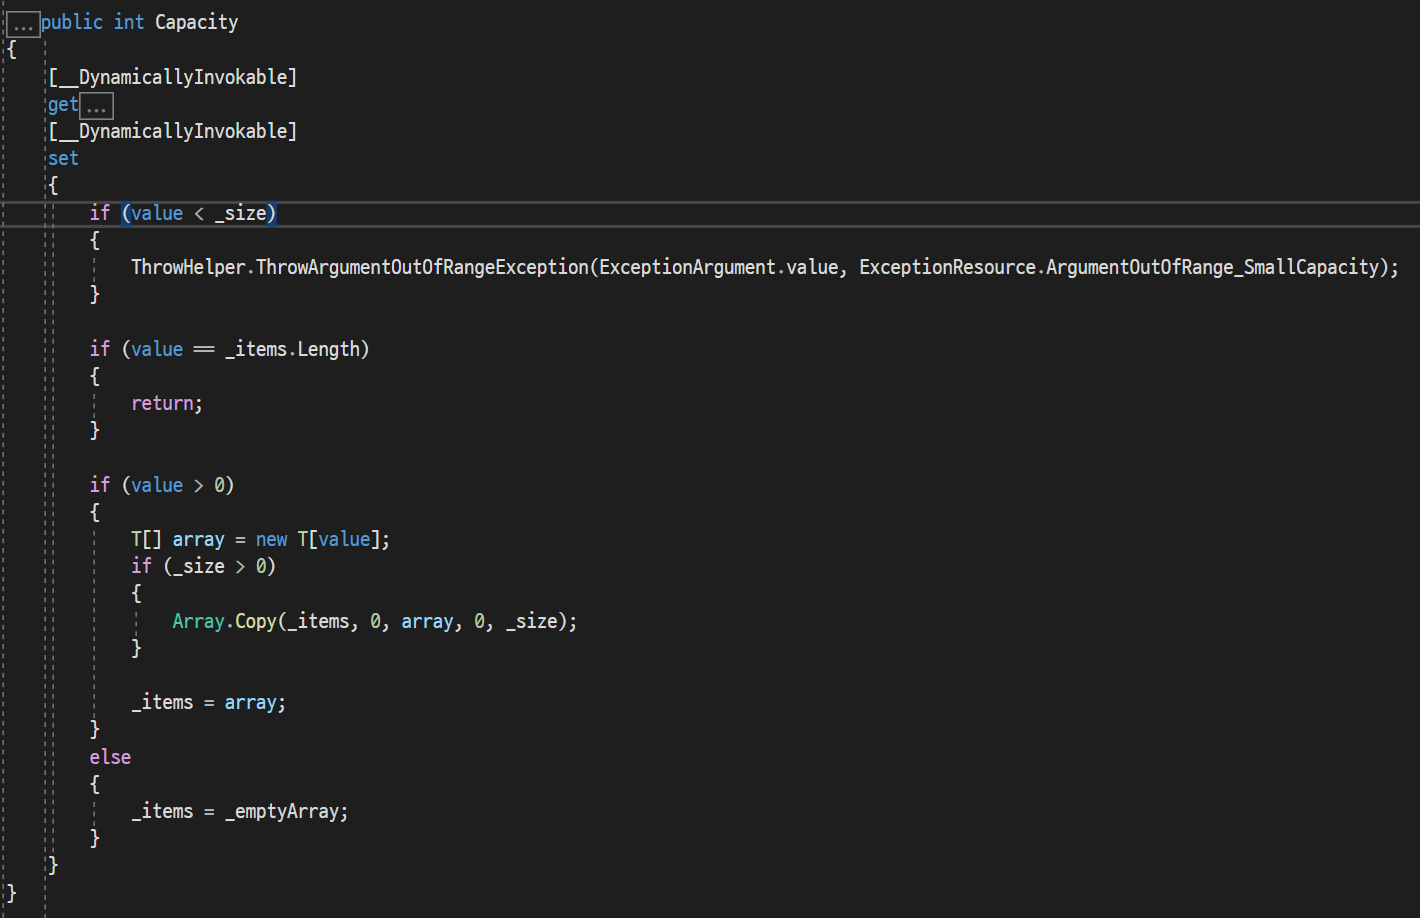 ...public int Capacity
{
    [__DynamicallyInvokable]
    get...
    [__DynamicallyInvokable]
    set
    {
        if (value < _size)
        {
            ThrowHelper.ThrowArgumentOutOfRangeException(ExceptionArgument.value, ExceptionResource.ArgumentOutOfRange_SmallCapacity);
        }

        if (value == _items.Length)
        {
            return;
        }

        if (value > 0)
        {
            T[] array = new T[value];
            if (_size > 0)
            {
                Array.Copy(_items, 0, array, 0, _size);
            }

            _items = array;
        }
        else
        {
            _items = _emptyArray;
        }
    }
}